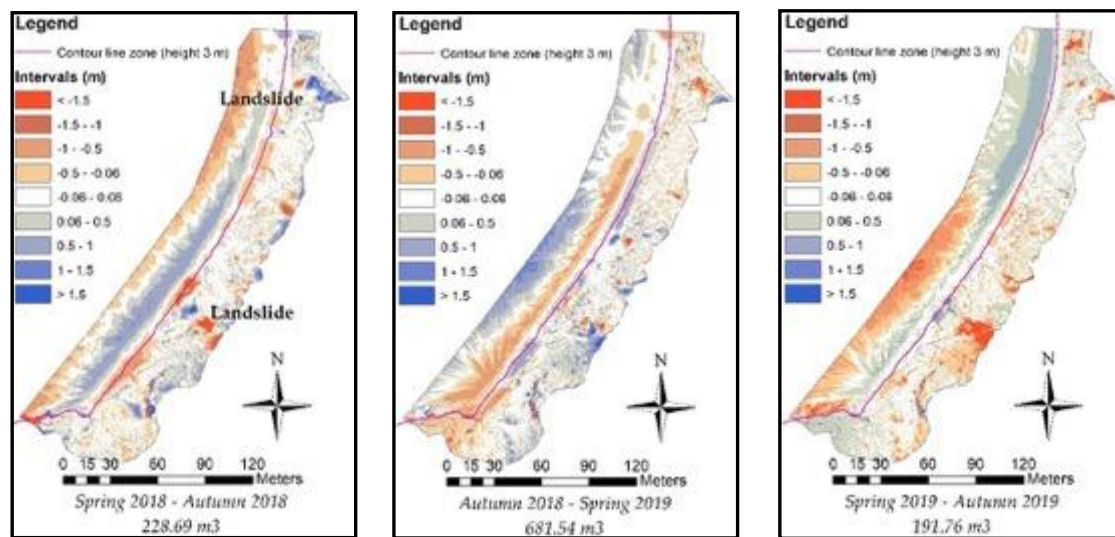 Legend
Contour line zone (height 3 m)
Intervals (m)
< -1.5
-1.5 - -1
-1 - -0.5
-0.5 - -0.06
-0.06 - 0.06
0.06 - 0.5
0.5 - 1
1 - 1.5
> 1.5
Landslide
Landslide
N
0 15 30 60 90 120
Meters
Spring 2018 - Autumn 2018
228.69 m3
Legend
Contour line zone (height 3 m)
Intervals (m)
< -1.5
-1.5 - -1
-1 - -0.5
-0.5 - -0.06
-0.06 - 0.06
0.06 - 0.5
0.5 - 1
1 - 1.5
> 1.5
N
0 15 30 60 90 120
Meters
Autumn 2018 - Spring 2019
681.54 m3
Legend
Contour line zone (height 3 m)
Intervals (m)
< -1.5
-1.5 - -1
-1 - -0.5
-0.5 - -0.06
-0.06 - 0.06
0.06 - 0.5
0.5 - 1
1 - 1.5
> 1.5
N
0 15 30 60 90 120
Meters
Spring 2019 - Autumn 2019
191.76 m3